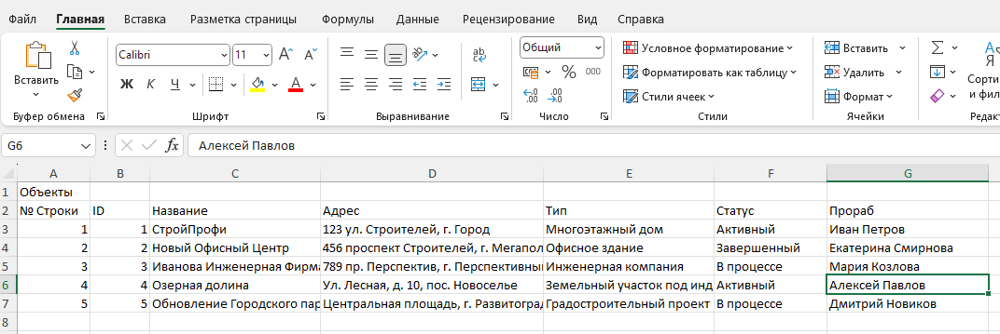 Файл Главная Вставка Разметка страницы Формулы Данные Рецензирование Вид Справка
Calibri 11 Общий Условное форматирование Вставить
Вставить Ж К Ч % 000 Форматировать как таблицу Удалить Сорти
А Стили ячеек Формат и фил
Буфер обмена Шрифт Выравнивание Число Стили Ячейки Редакт
G6 fx Алексей Павлов
A B C D E F G
1 Объекты
2 № Строки ID Название Адрес Тип Статус Прораб
3 1 1 СтройПрофи 123 ул. Строителей, г. Город Многоэтажный дом Активный Иван Петров
4 2 2 Новый Офисный Центр 456 проспект Строителей, г. Мегапол Офисное здание Завершенный Екатерина Смирнова
5 3 3 Иванова Инженерная Фирма 789 пр. Перспектив, г. Перспективны Инженерная компания В процессе Мария Козлова
6 4 4 Озерная долина Ул. Лесная, д. 10, пос. Новоселье Земельный участок под инд Активный Алексей Павлов
7 5 5 Обновление Городского пар Центральная площадь, г. Развитоград Градостроительный проект В процессе Дмитрий Новиков
8